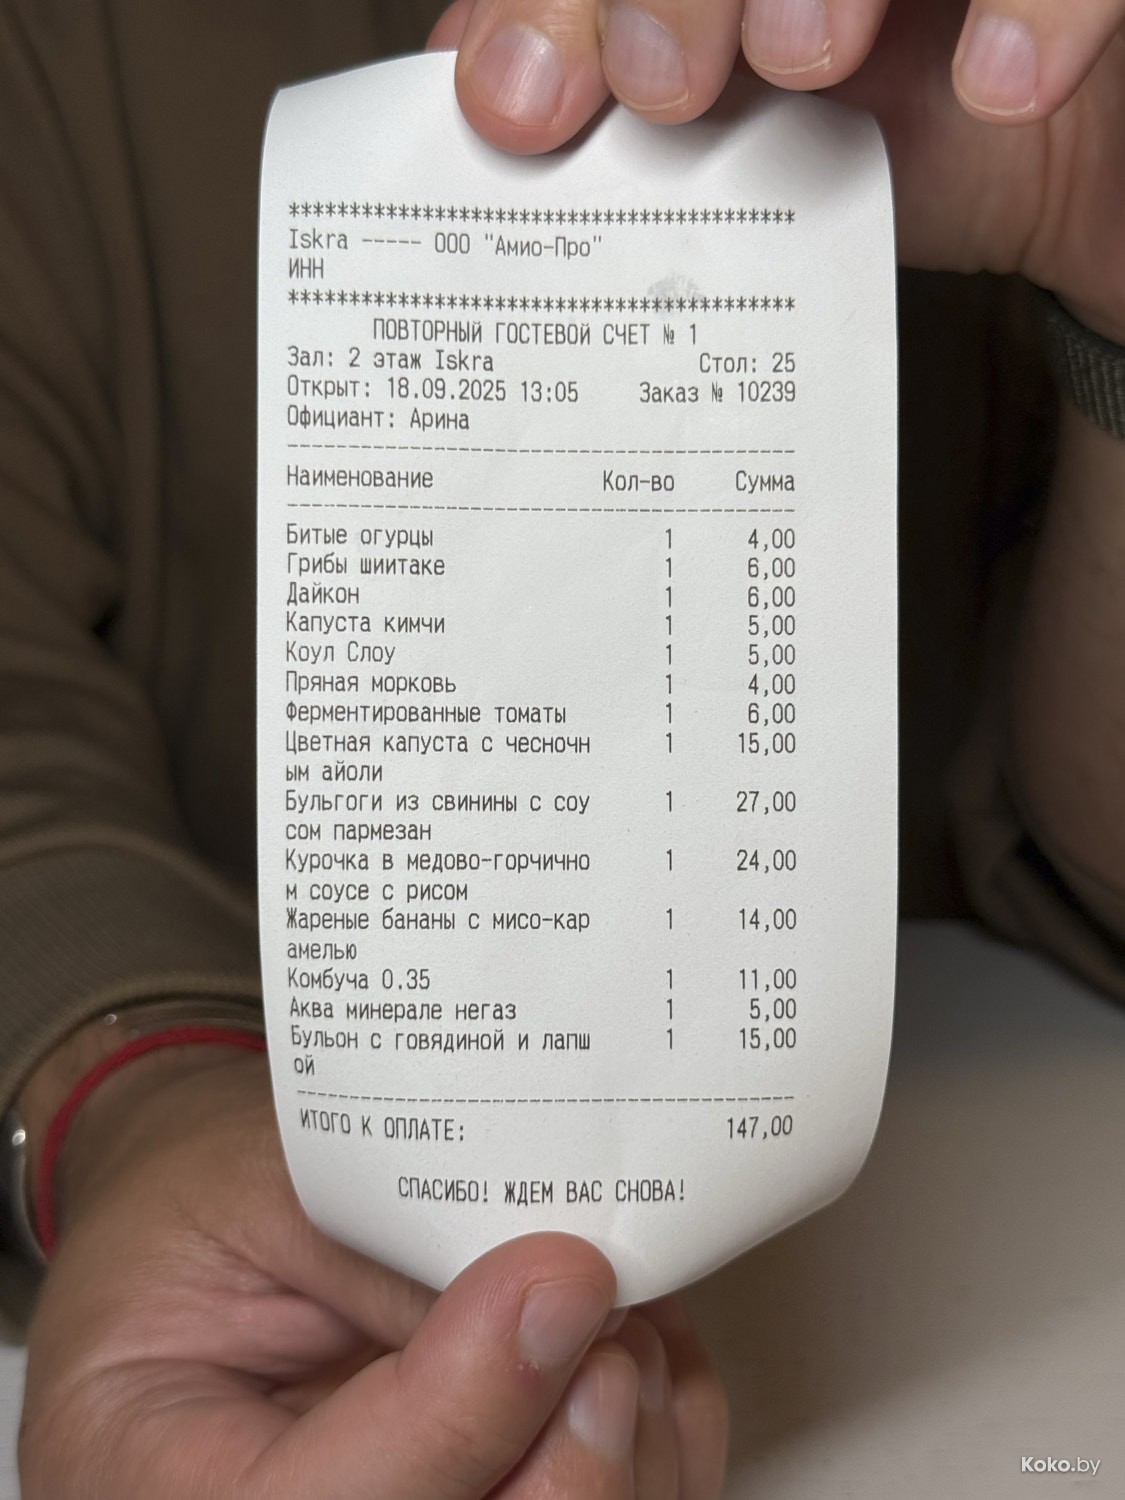 ******************************************
Iskra ----- ООО "Амио-Про"
ИНН
******************************************
ПОВТОРНЫЙ ГОСТЕВОЙ СЧЕТ № 1
Зал: 2 этаж Iskra Стол: 25
Открыт: 18.09.2025 13:05 Заказ № 10239
Официант: Арина
------------------------------------------
Наименование Кол-во Сумма
------------------------------------------
Битые огурцы 1 4,00
Грибы шиитаке 1 6,00
Дайкон 1 6,00
Капуста кимчи 1 5,00
Коул Слоу 1 5,00
Пряная морковь 1 4,00
Ферментированные томаты 1 6,00
Цветная капуста с чесночн 1 15,00
ым айоли
Бульгоги из свинины с соу 1 27,00
сом пармезан
Курочка в медово-горчично 1 24,00
м соусе с рисом
Жареные бананы с мисо-кар 1 14,00
амелью
Комбуча 0.35 1 11,00
Аква минерале негаз 1 5,00
Бульон с говядиной и лапш 1 15,00
ой
------------------------------------------
ИТОГО К ОПЛАТЕ: 147,00
СПАСИБО! ЖДЕМ ВАС СНОВА!
Koko.by